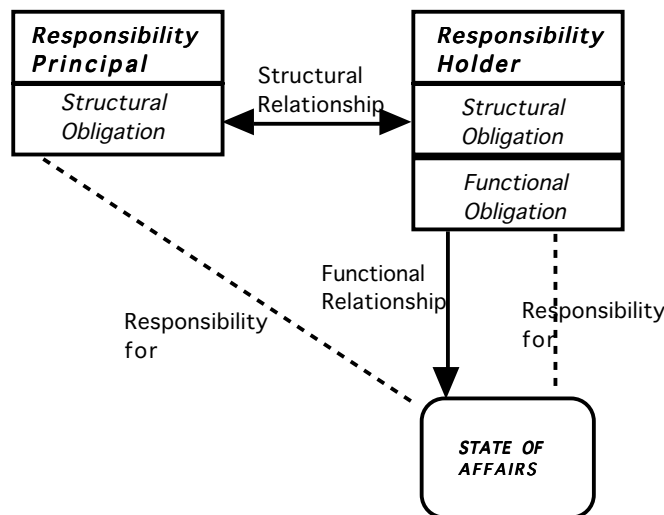 Responsibility
Principal
Structural
Obligation
Structural
Relationship
Responsibility
Holder
Structural
Obligation
Functional
Obligation
Functional
Relationship
Responsibility
for
Responsibility
for
STATE OF
AFFAIRS